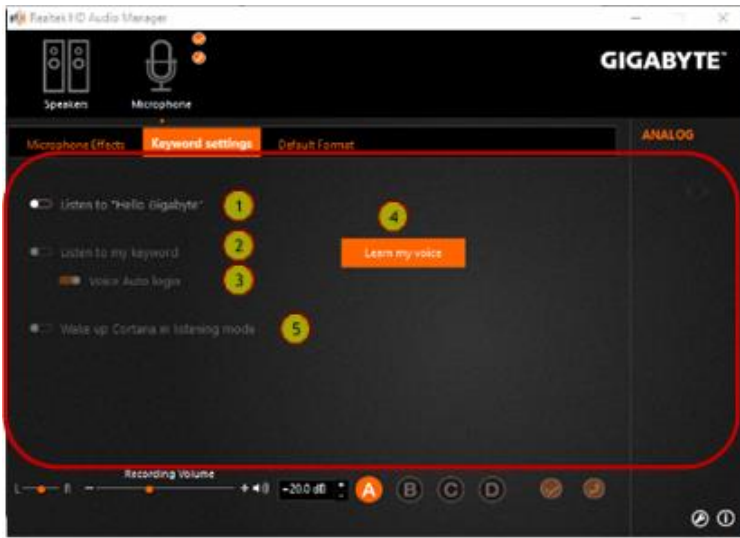 Realtek HD Audio Manager
GIGABYTE™
Speakers Microphone
Microphone Effects Keyword settings Default Format ANALOG
Listen to "Hello Gigabyte" 1
4
Listen to my keyword 2 Learn my voice
Voice Auto login 3
Wake up Cortana in listening mode 5
Recording Volume
L R - + +20.0 dB A B C D